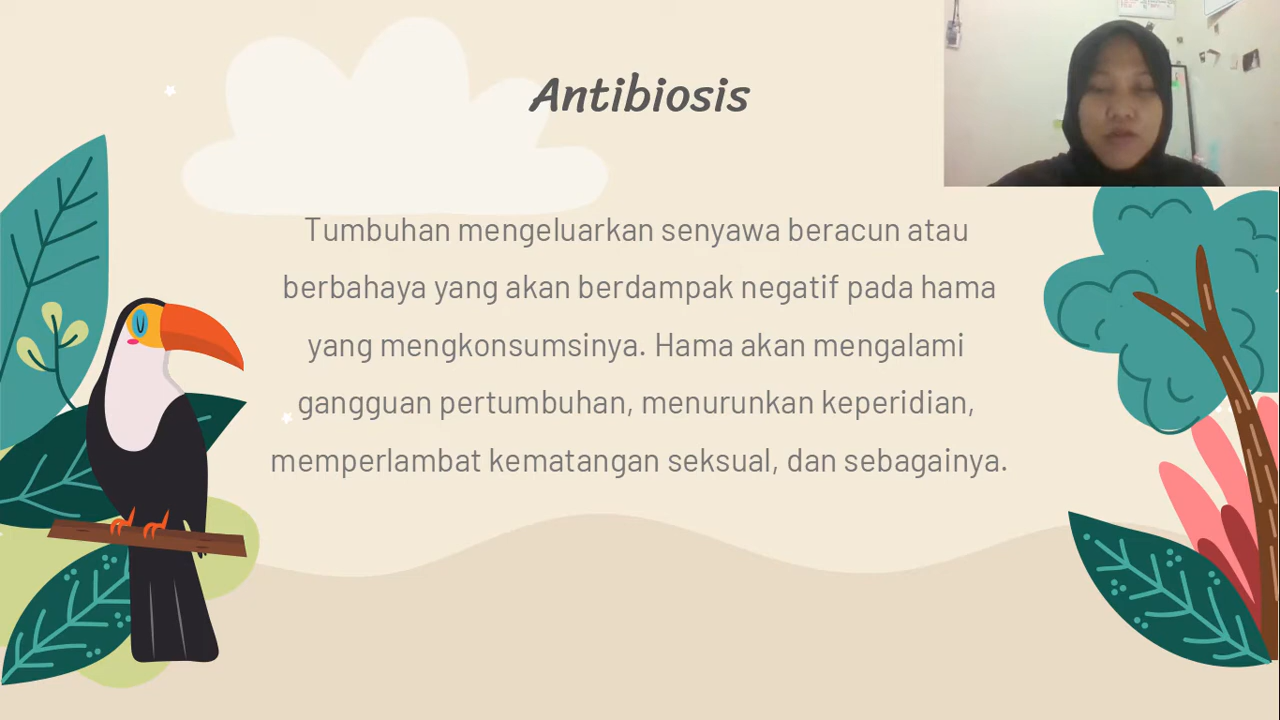 Antibiosis
Tumbuhan mengeluarkan senyawa beracun atau
berbahaya yang akan berdampak negatif pada hama
yang mengkonsumsinya. Hama akan mengalami
gangguan pertumbuhan, menurunkan keperidian,
memperlambat kematangan seksual, dan sebagainya.